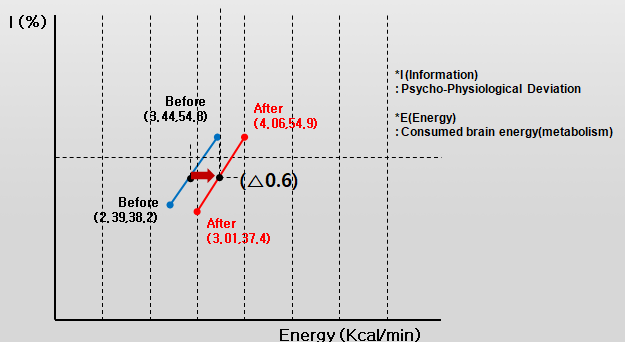 I (%)
*I(Information)
: Psycho-Physiological Deviation
Before
(3.44,54.8)
After
(4.06,54.9)
*E(Energy)
: Consumed brain energy(metabolism)
(△0.6)
Before
(2.39,38.2)
After
(3.01,37.4)
Energy (Kcal/min)